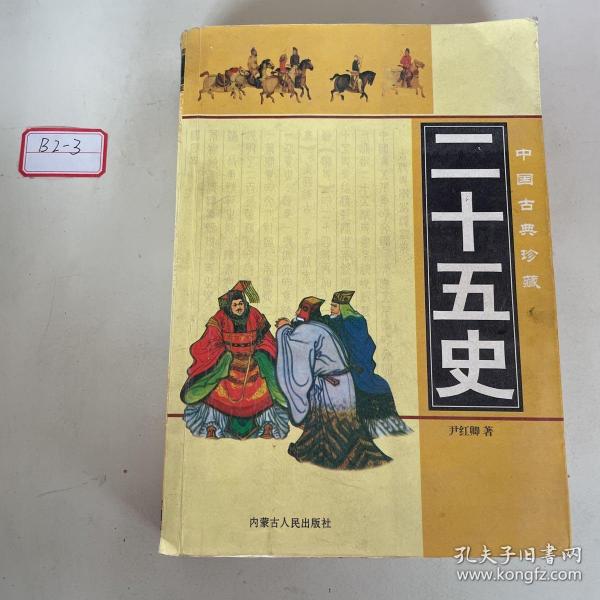 B2-3
中国古典珍藏
二十五史
尹红卿 著
内蒙古人民出版社
孔夫子旧书网
www.kongfz.com